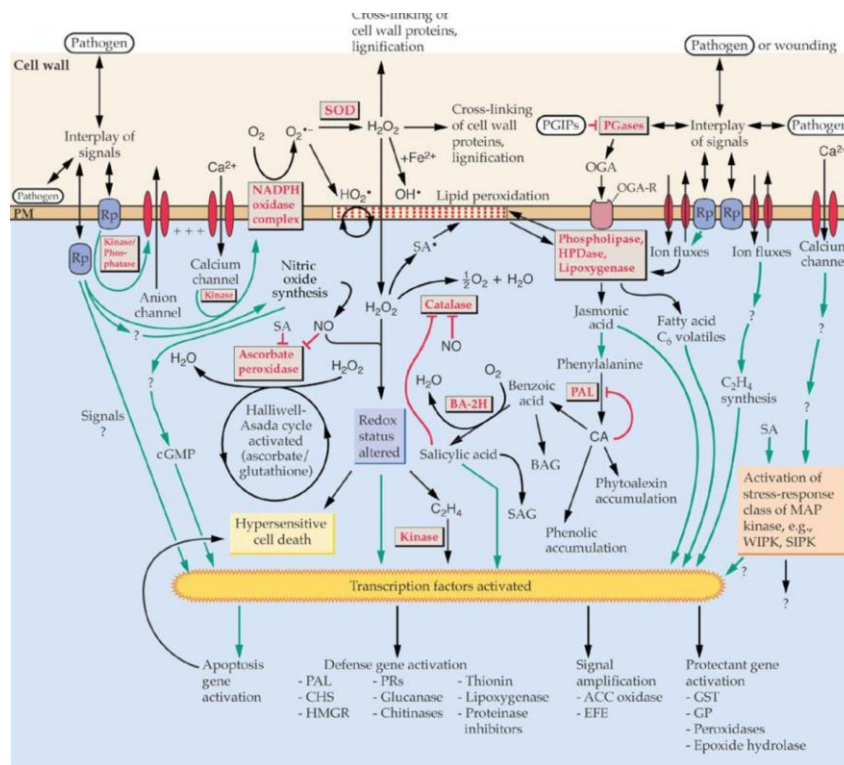 Cross-linking of
cell wall proteins,
lignification
Pathogen
Cell wall
Pathogen
or wounding
SOD
O₂
O₂•−
H₂O₂
Cross-linking
of cell wall
proteins,
lignification
PGIPs
PGases
Interplay of
signals
Pathogen
Interplay of
signals
Ca²⁺
+Fe²⁺
OGA
Ca²
Pathogen
NADPH
oxidase
complex
HO₂•
OH•
Lipid peroxidation
OGA-R
PM
Rp
Rp
Rp
+++
Kinase/
Phos-
phatase
Rp
SA•
Phospholipase,
HPDase,
Lipoxygenase
Ion fluxes
Ion fluxes
Calcium
channel
Calcium
channel
Kinase
Nitric
oxide
synthesis
Anion
channel
H₂O₂
½O₂ + H₂O
Catalase
Jasmonic
acid
Fatty acid
C₆ volatiles
?
?
?
SA
NO
NO
Ascorbate
peroxidase
H₂O
H₂O₂
Phenylalanine
?
O₂
H₂O
Benzoic
acid
BA-2H
PAL
C₂H₄
synthesis
Signals
?
cGMP
Halliwell-
Asada cycle
activated
(ascorbate/
glutathione)
Redox
status
altered
Salicylic acid
CA
BAG
SA
Phytoalexin
accumulation
SAG
C₂H₄
Phenolic
accumulation
Activation of
stress-response
class of MAP
kinase, e.g.,
WIPK, SIPK
Hypersensitive
cell death
Kinase
?
?
Transcription factors activated
Apoptosis
gene
activation
Defense gene activation
- PAL
- CHS
- HMGR
- PRs
- Glucanase
- Chitinases
- Thionin
- Lipoxygenase
- Proteinase
inhibitors
Signal
amplification
- ACC oxidase
- EFE
Protectant gene
activation
- GST
- GP
- Peroxidases
- Epoxide hydrolase